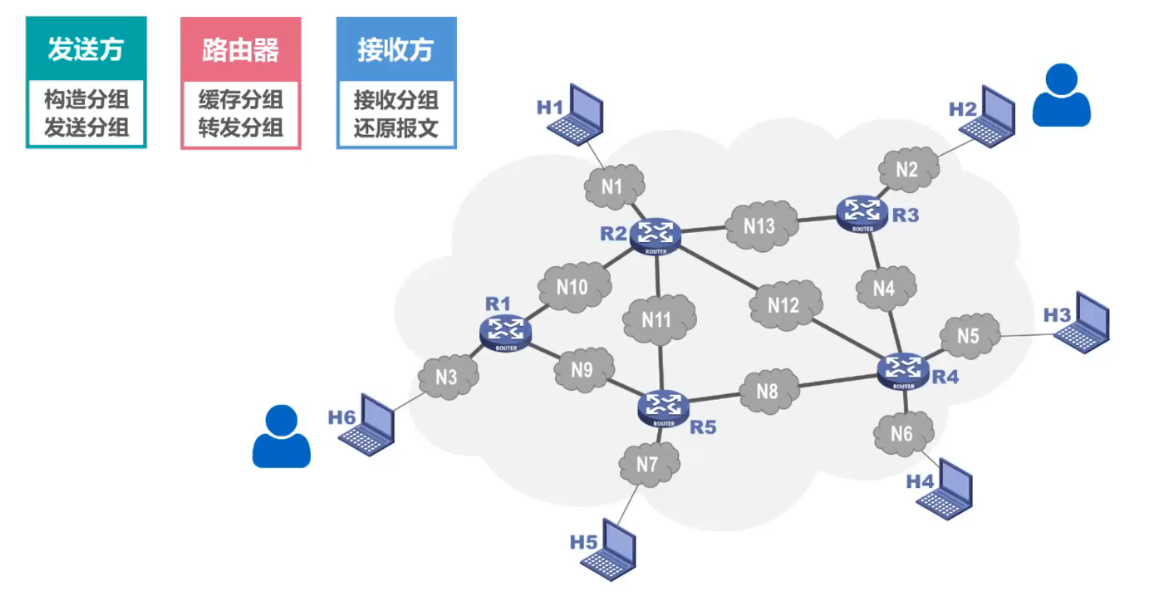 发送方
构造分组
发送分组
路由器
缓存分组
转发分组
接收方
接收分组
还原报文
H1
H2
N2
N1
R3
N13
R2
ROUTER
ROUTER
N10
N4
N12
R1
N11
H3
N5
ROUTER
N9
N3
R4
ROUTER
N8
H6
R5
ROUTER
N6
N7
H4
H5